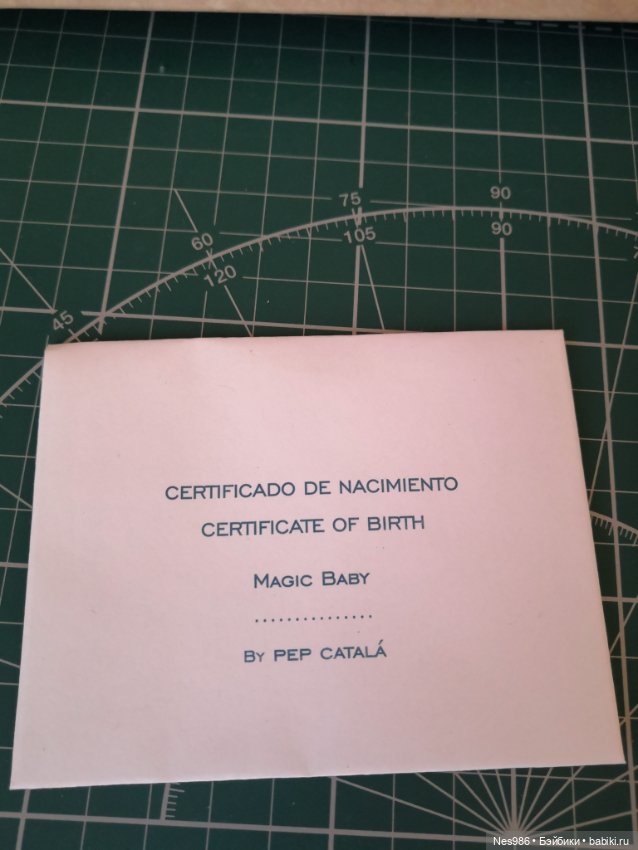 75
90
60
105
90
120
45
CERTIFICADO DE NACIMIENTO
CERTIFICATE OF BIRTH
MAGIC BABY
...............
BY PEP CATALÁ
Nes986 • Бэйбики • babiki.ru